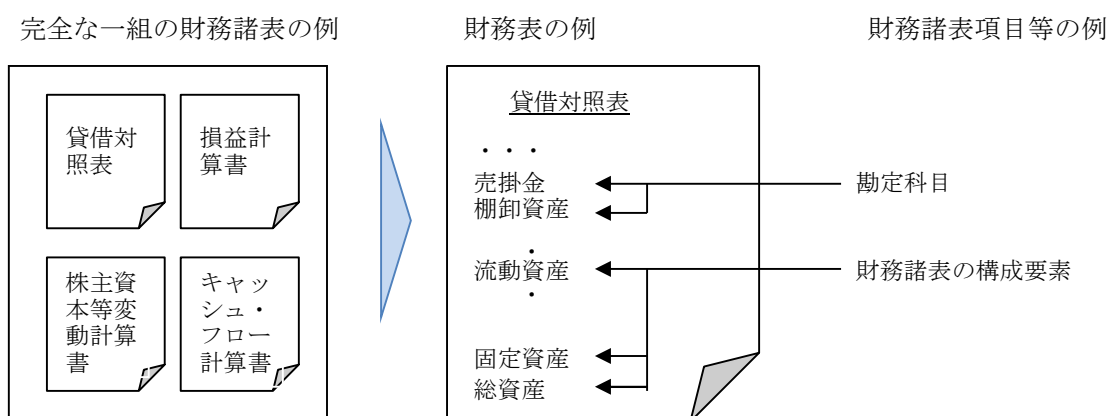 完全な一組の財務諸表の例
財務表の例
財務諸表項目等の例
貸借対
照表
損益計
算書
株主資
本等変
動計算
書
キャッ
シュ・
フロー
計算書
貸借対照表
・・・
売掛金
棚卸資産
・
流動資産
・
固定資産
総資産
勘定科目
財務諸表の構成要素